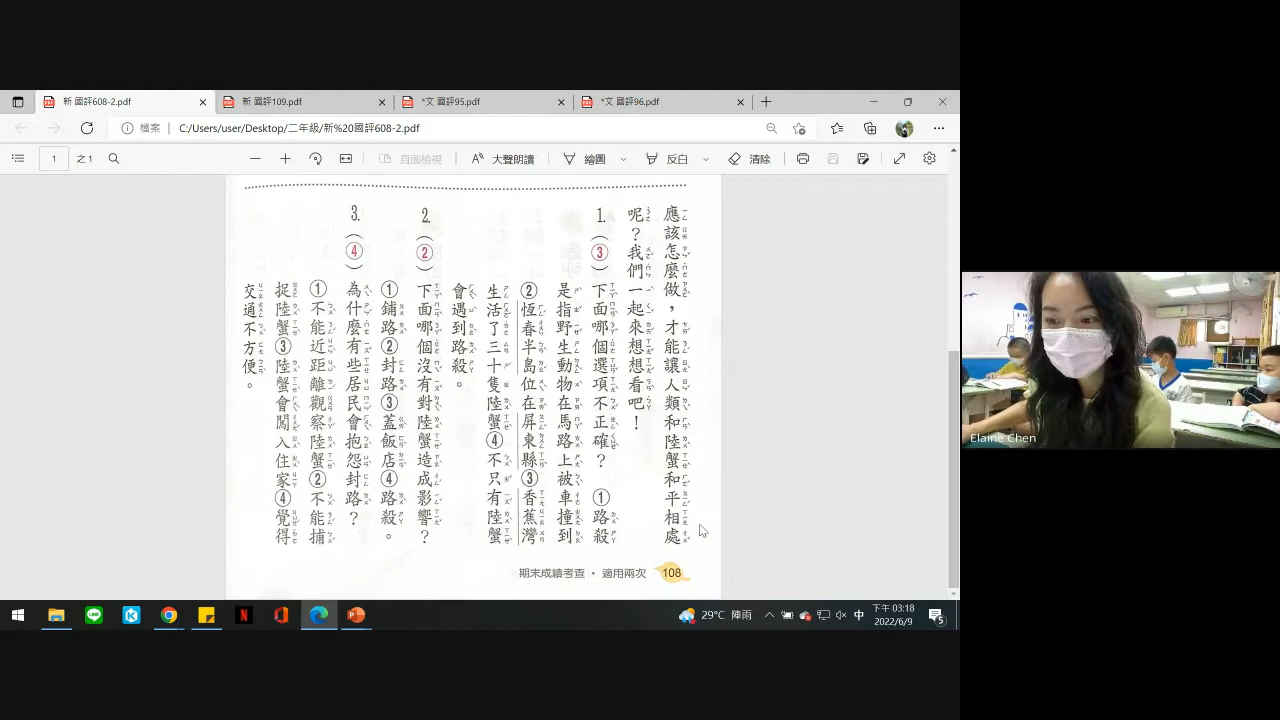 新 國評608-2.pdf
新 國評109.pdf
*文 國評95.pdf
*文 國評96.pdf
檔案
C:/Users/user/Desktop/二年級/新%20國評608-2.pdf
1
之 1
頁面檢視
大聲朗讀
繪圖
反白
清除
應該怎麼做，才能讓人類和陸蟹和平相處
呢？我們一起來想想看吧！
1.（③）下面哪個選項不正確？ ①路殺
是指野生動物在馬路上被車撞到
②恆春半島位在屏東縣③香蕉灣
生活了三十隻陸蟹④不只有陸蟹
會遇到路殺。
2.（②）下面哪個沒有對陸蟹造成影響？
①鋪路②封路③蓋飯店④路殺。
3.（④）為什麼有些居民會抱怨封路？
①不能近距離觀察陸蟹②不能捕
捉陸蟹③陸蟹會闖入住家④覺得
交通不方便。
期末成績考查・適用兩次 108
Elaine Chen
29°C 陣雨
中
下午 03:18
2022/6/9
5